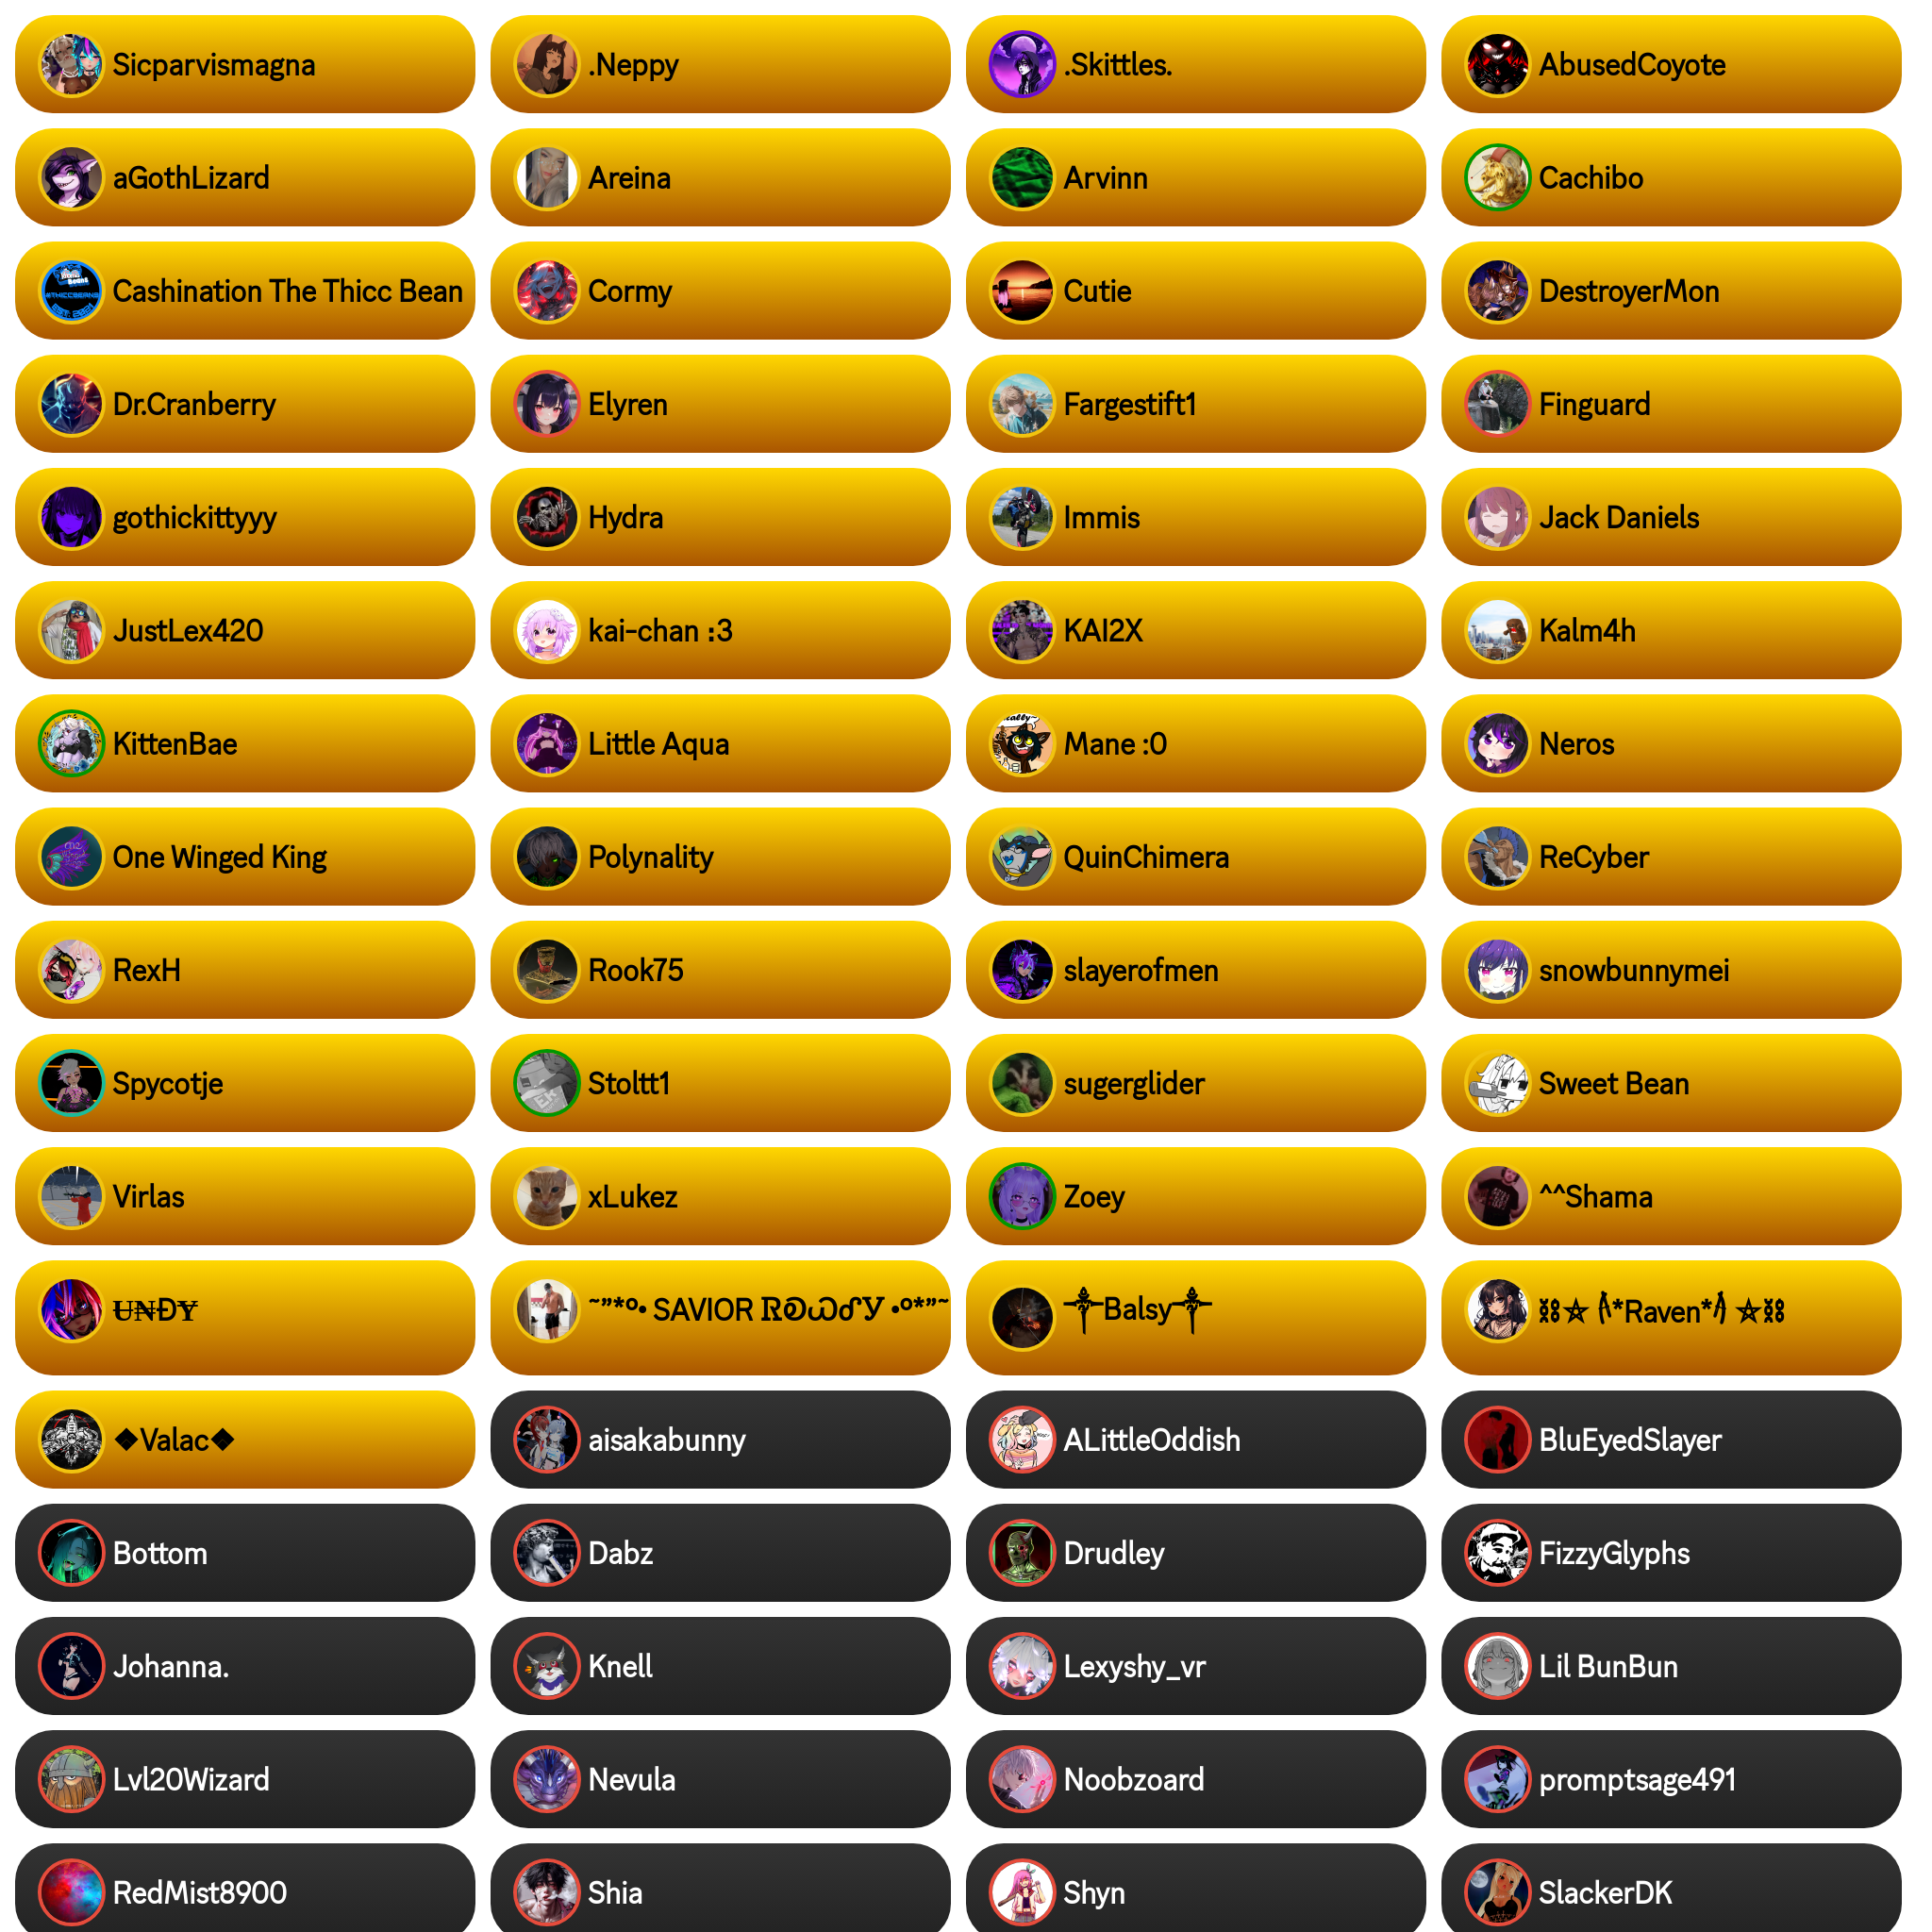 Sicparvismagna
.Neppy
.Skittles.
AbusedCoyote
aGothLizard
Areina
Arvinn
Cachibo
Cashination The Thicc Bean
Cormy
Cutie
DestroyerMon
Dr.Cranberry
Elyren
Fargestift1
Finguard
gothickittyyy
Hydra
Immis
Jack Daniels
JustLex420
kai-chan :3
KAI2X
Kalm4h
KittenBae
Little Aqua
Mane :0
Neros
One Winged King
Polynality
QuinChimera
ReCyber
RexH
Rook75
slayerofmen
snowbunnymei
Spycotje
Stoltt1
sugerglider
Sweet Bean
Virlas
xLukez
Zoey
^^Shama
~”*°• SAVIOR •°*”~
༒Balsy༒
*Raven*
◆Valac◆
aisakabunny
ALittleOddish
BluEyedSlayer
Bottom
Dabz
Drudley
FizzyGlyphs
Johanna.
Knell
Lexyshy_vr
Lil BunBun
Lvl20Wizard
Nevula
Noobzoard
promptsage491
RedMist8900
Shia
Shyn
SlackerDK